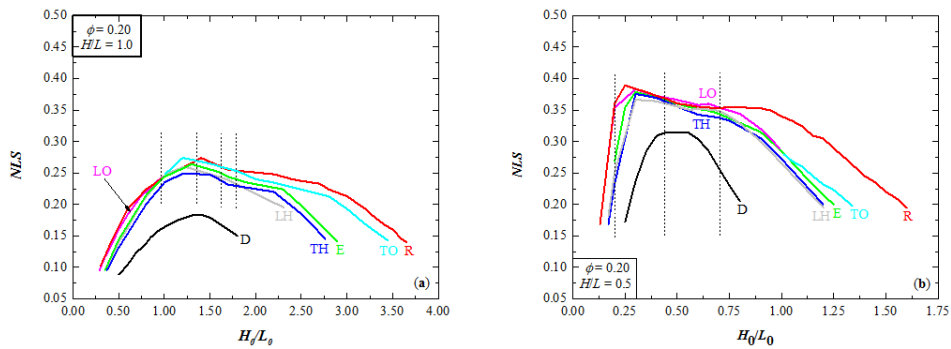 ϕ = 0.20
H/L = 1.0
NLS
0.50
0.45
0.40
0.35
0.30
0.25
0.20
0.15
0.10
0.05
LO
D
LH
TH
E
TO
R
(a)
0.00 0.50 1.00 1.50 2.00 2.50 3.00 3.50 4.00
H₀/L₀
NLS
0.50
0.45
0.40
0.35
0.30
0.25
0.20
0.15
0.10
0.05
LO
TH
D
LH
E
TO
R
ϕ = 0.20
H/L = 0.5
(b)
0.00 0.25 0.50 0.75 1.00 1.25 1.50 1.75
H₀/L₀